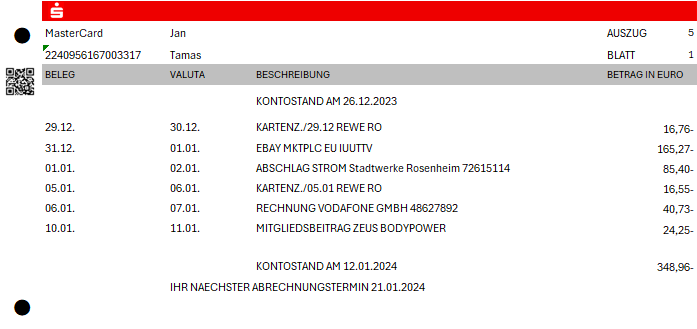 MasterCard Jan AUSZUG 5
2240956167003317 Tamas BLATT 1
BELEG VALUTA BESCHREIBUNG BETRAG IN EURO
KONTOSTAND AM 26.12.2023
29.12. 30.12. KARTENZ./29.12 REWE RO 16,76-
31.12. 01.01. EBAY MKTPLC EU IUUTTV 165,27-
01.01. 02.01. ABSCHLAG STROM Stadtwerke Rosenheim 72615114 85,40-
05.01. 06.01. KARTENZ./05.01 REWE RO 16,55-
06.01. 07.01. RECHNUNG VODAFONE GMBH 48627892 40,73-
10.01. 11.01. MITGLIEDSBEITRAG ZEUS BODYPOWER 24,25-
KONTOSTAND AM 12.01.2024 348,96-
IHR NAECHSTER ABRECHNUNGSTERMIN 21.01.2024